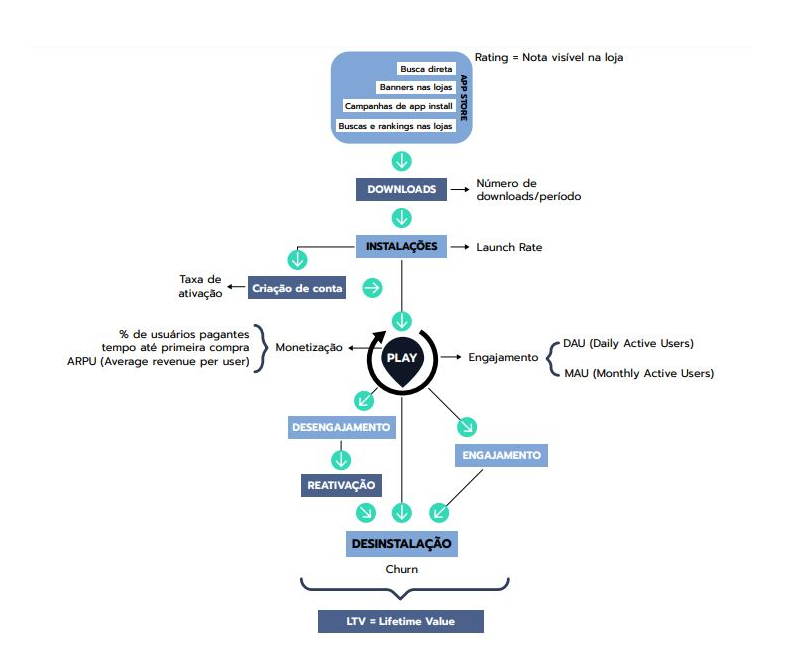 Rating = Nota visível na loja
Busca direta
Banners nas lojas
Campanhas de app install
Buscas e rankings nas lojas
APP STORE
DOWNLOADS
Número de
downloads/período
INSTALAÇÕES
Launch Rate
Taxa de
ativação
Criação de conta
% de usuários pagantes
tempo até primeira compra
ARPU (Average revenue per user)
Monetização
PLAY
Engajamento
DAU (Daily Active Users)
MAU (Monthly Active Users)
DESENGAJAMENTO
ENGAJAMENTO
REATIVAÇÃO
DESINSTALAÇÃO
Churn
LTV = Lifetime Value